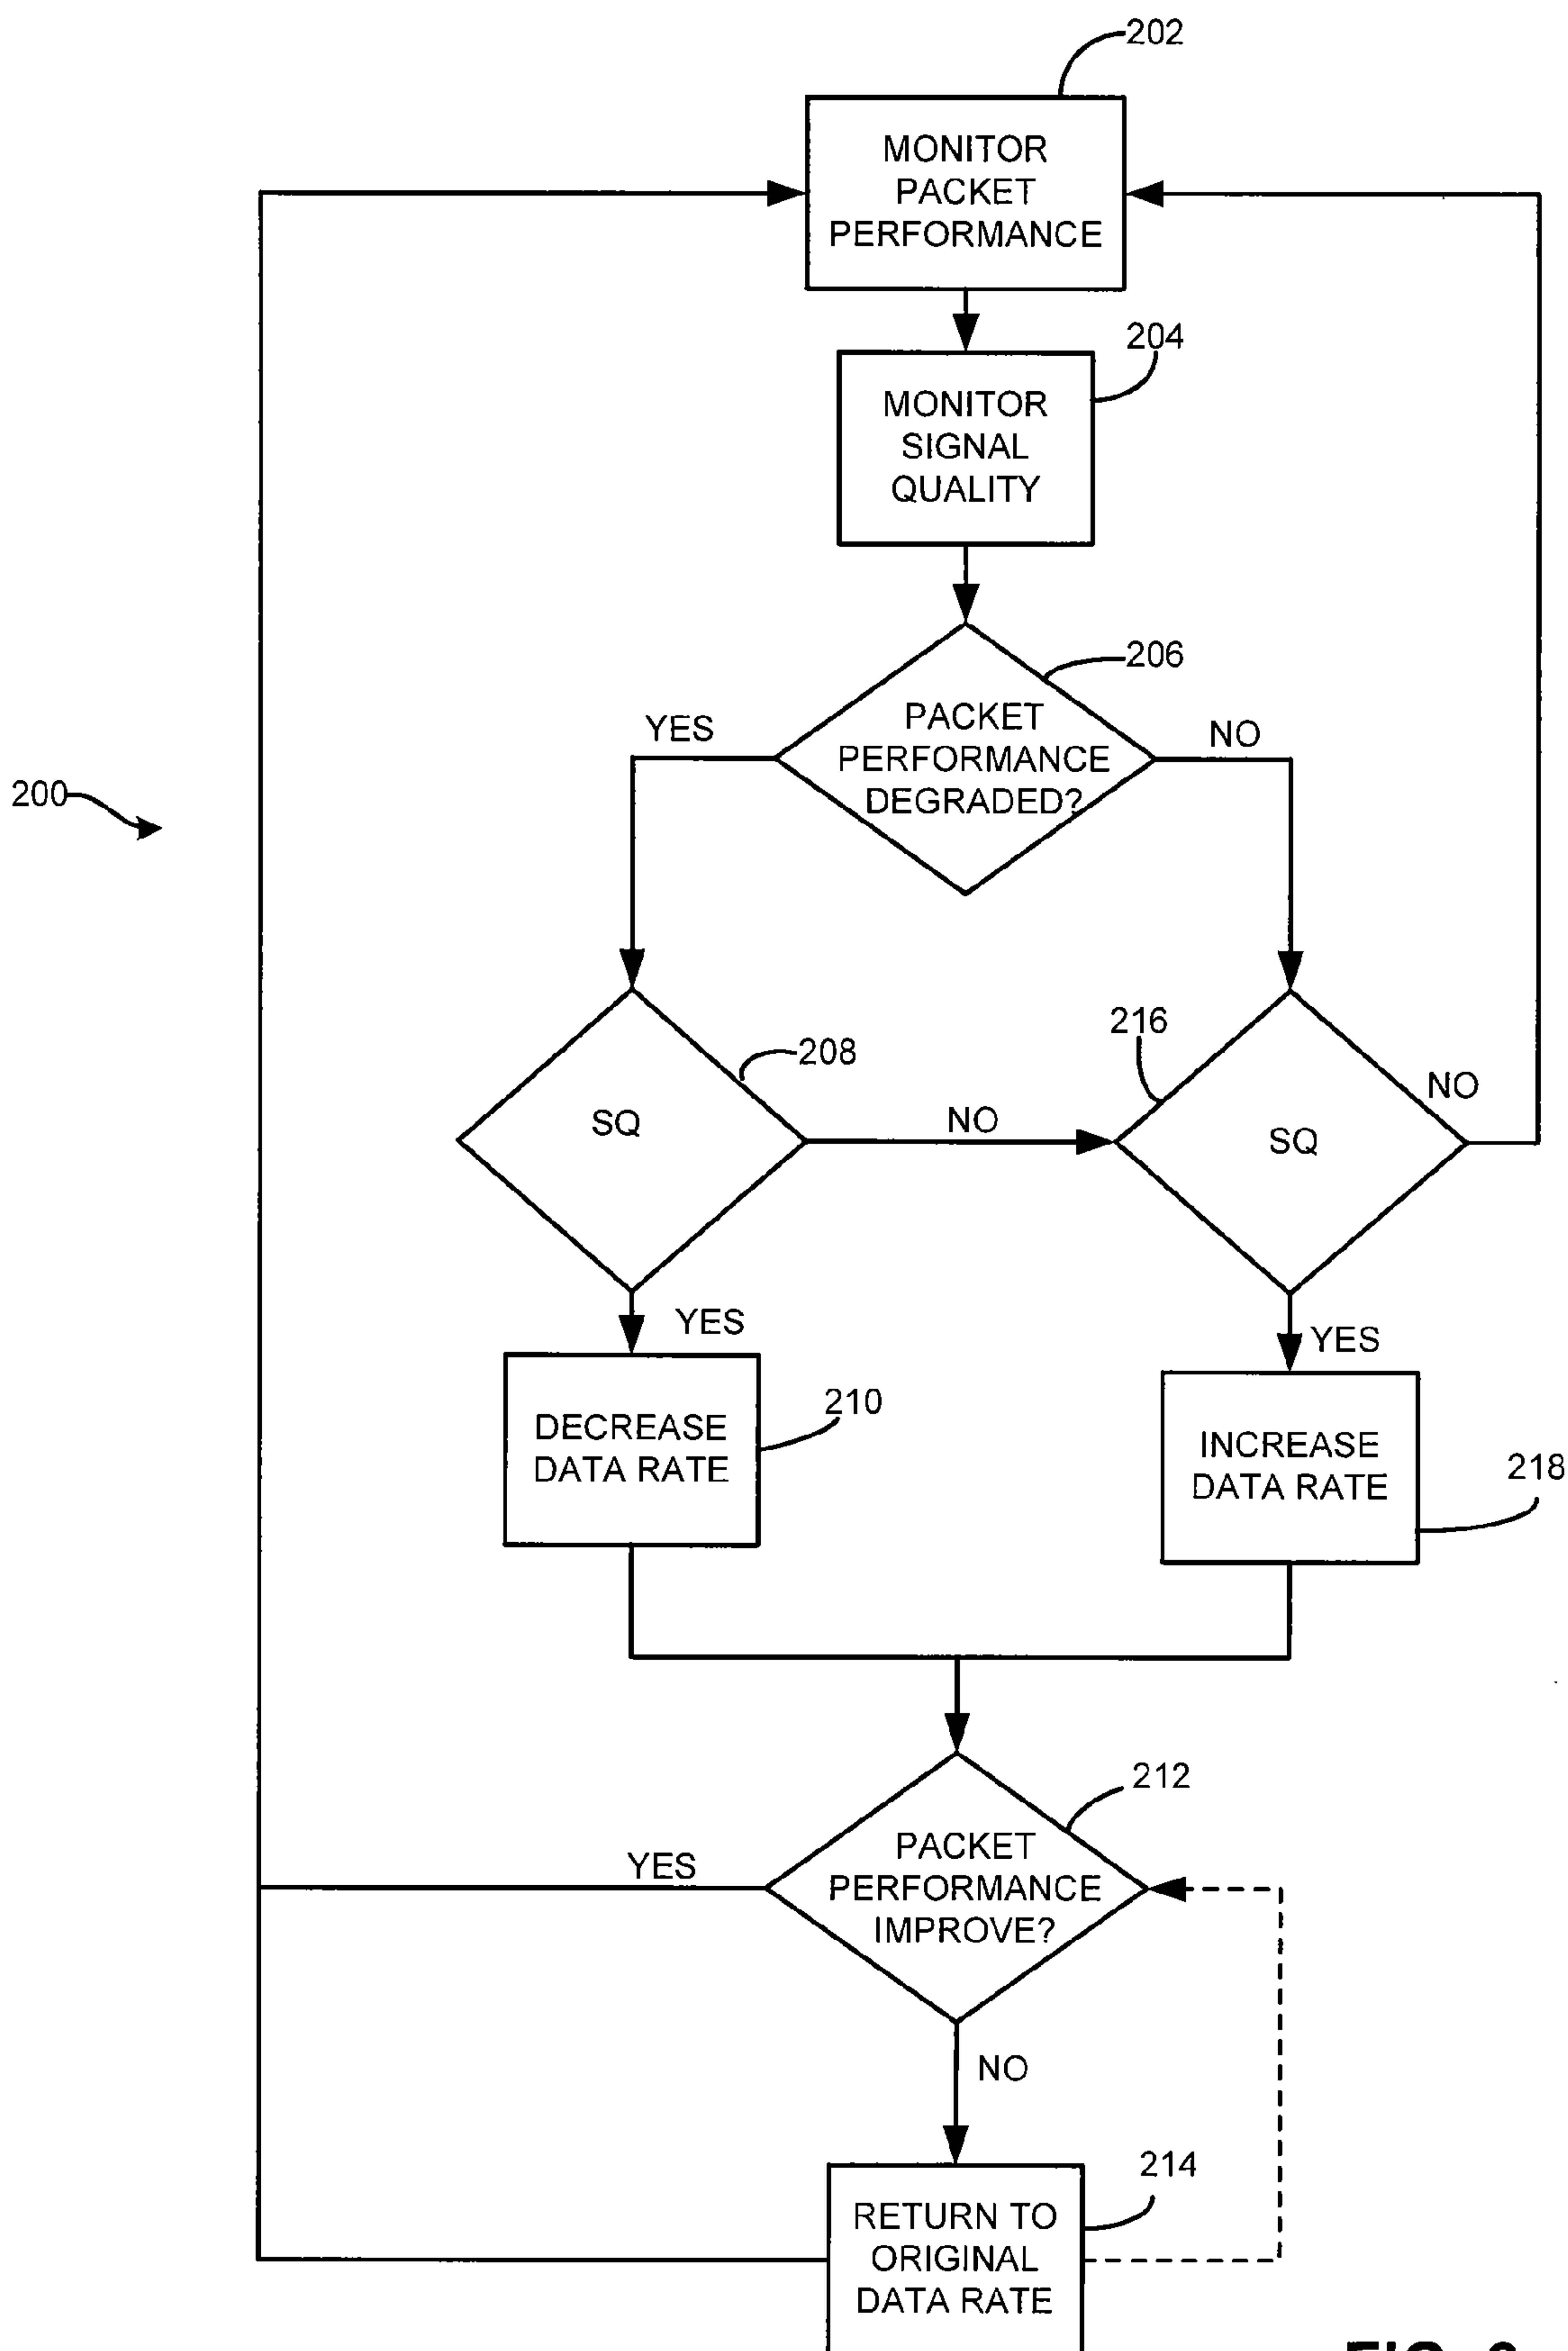 202
MONITOR
PACKET
PERFORMANCE
204
MONITOR
SIGNAL
QUALITY
206
PACKET
PERFORMANCE
DEGRADED?
YES
NO
200
208
SQ
NO
216
SQ
NO
YES
YES
210
DECREASE
DATA RATE
INCREASE
DATA RATE
218
212
PACKET
PERFORMANCE
IMPROVE?
YES
NO
214
RETURN TO
ORIGINAL
DATA RATE